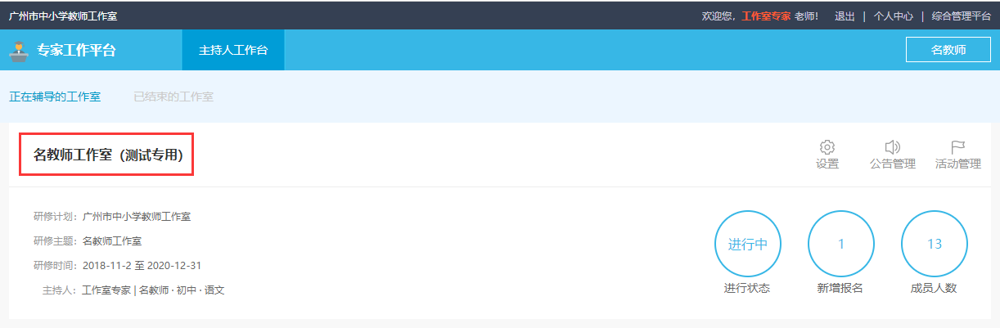 广州市中小学教师工作室 欢迎您，工作室专家 老师! 退出 | 个人中心 | 综合管理平台
专家工作平台 主持人工作台 名教师
正在辅导的工作室 已结束的工作室
名教师工作室（测试专用）
设置 公告管理 活动管理
研修计划：广州市中小学教师工作室
研修主题：名教师工作室
研修时间：2018-11-2 至 2020-12-31
主持人：工作室专家 | 名教师 · 初中 · 语文
进行中 1 13
进行状态 新增报名 成员人数